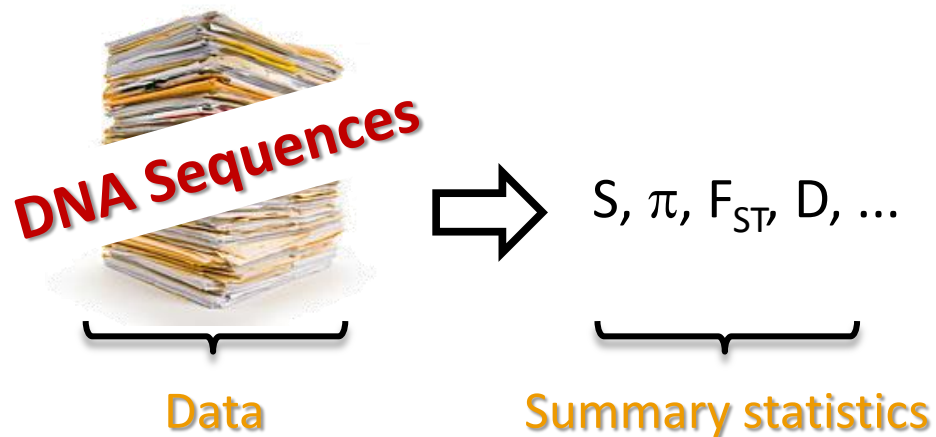 DNA Sequences
S, π, F_ST, D, ...
Data
Summary statistics